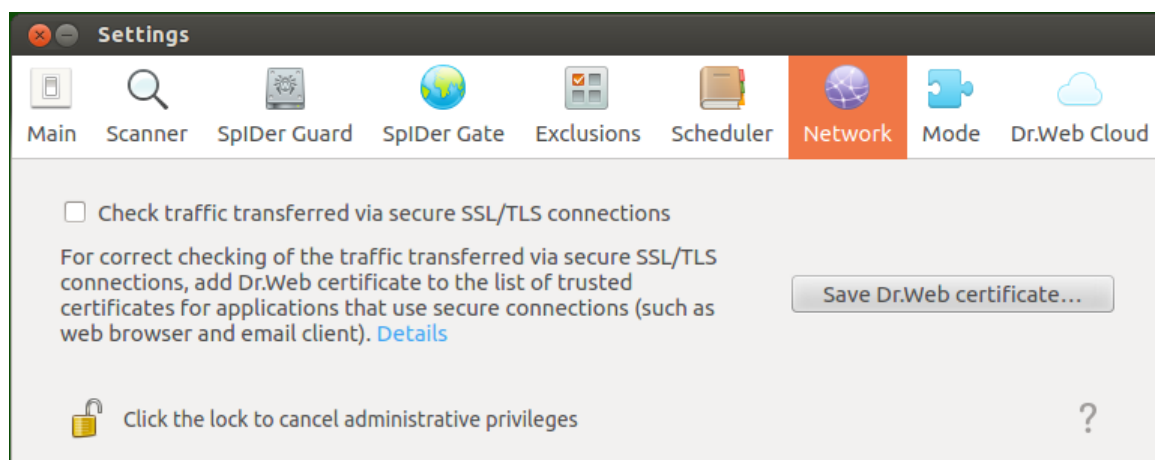 Settings
Main Scanner SpIDer Guard SpIDer Gate Exclusions Scheduler Network Mode Dr.Web Cloud
Check traffic transferred via secure SSL/TLS connections
For correct checking of the traffic transferred via secure SSL/TLS
connections, add Dr.Web certificate to the list of trusted
certificates for applications that use secure connections (such as
web browser and email client). Details
Save Dr.Web certificate...
Click the lock to cancel administrative privileges
?